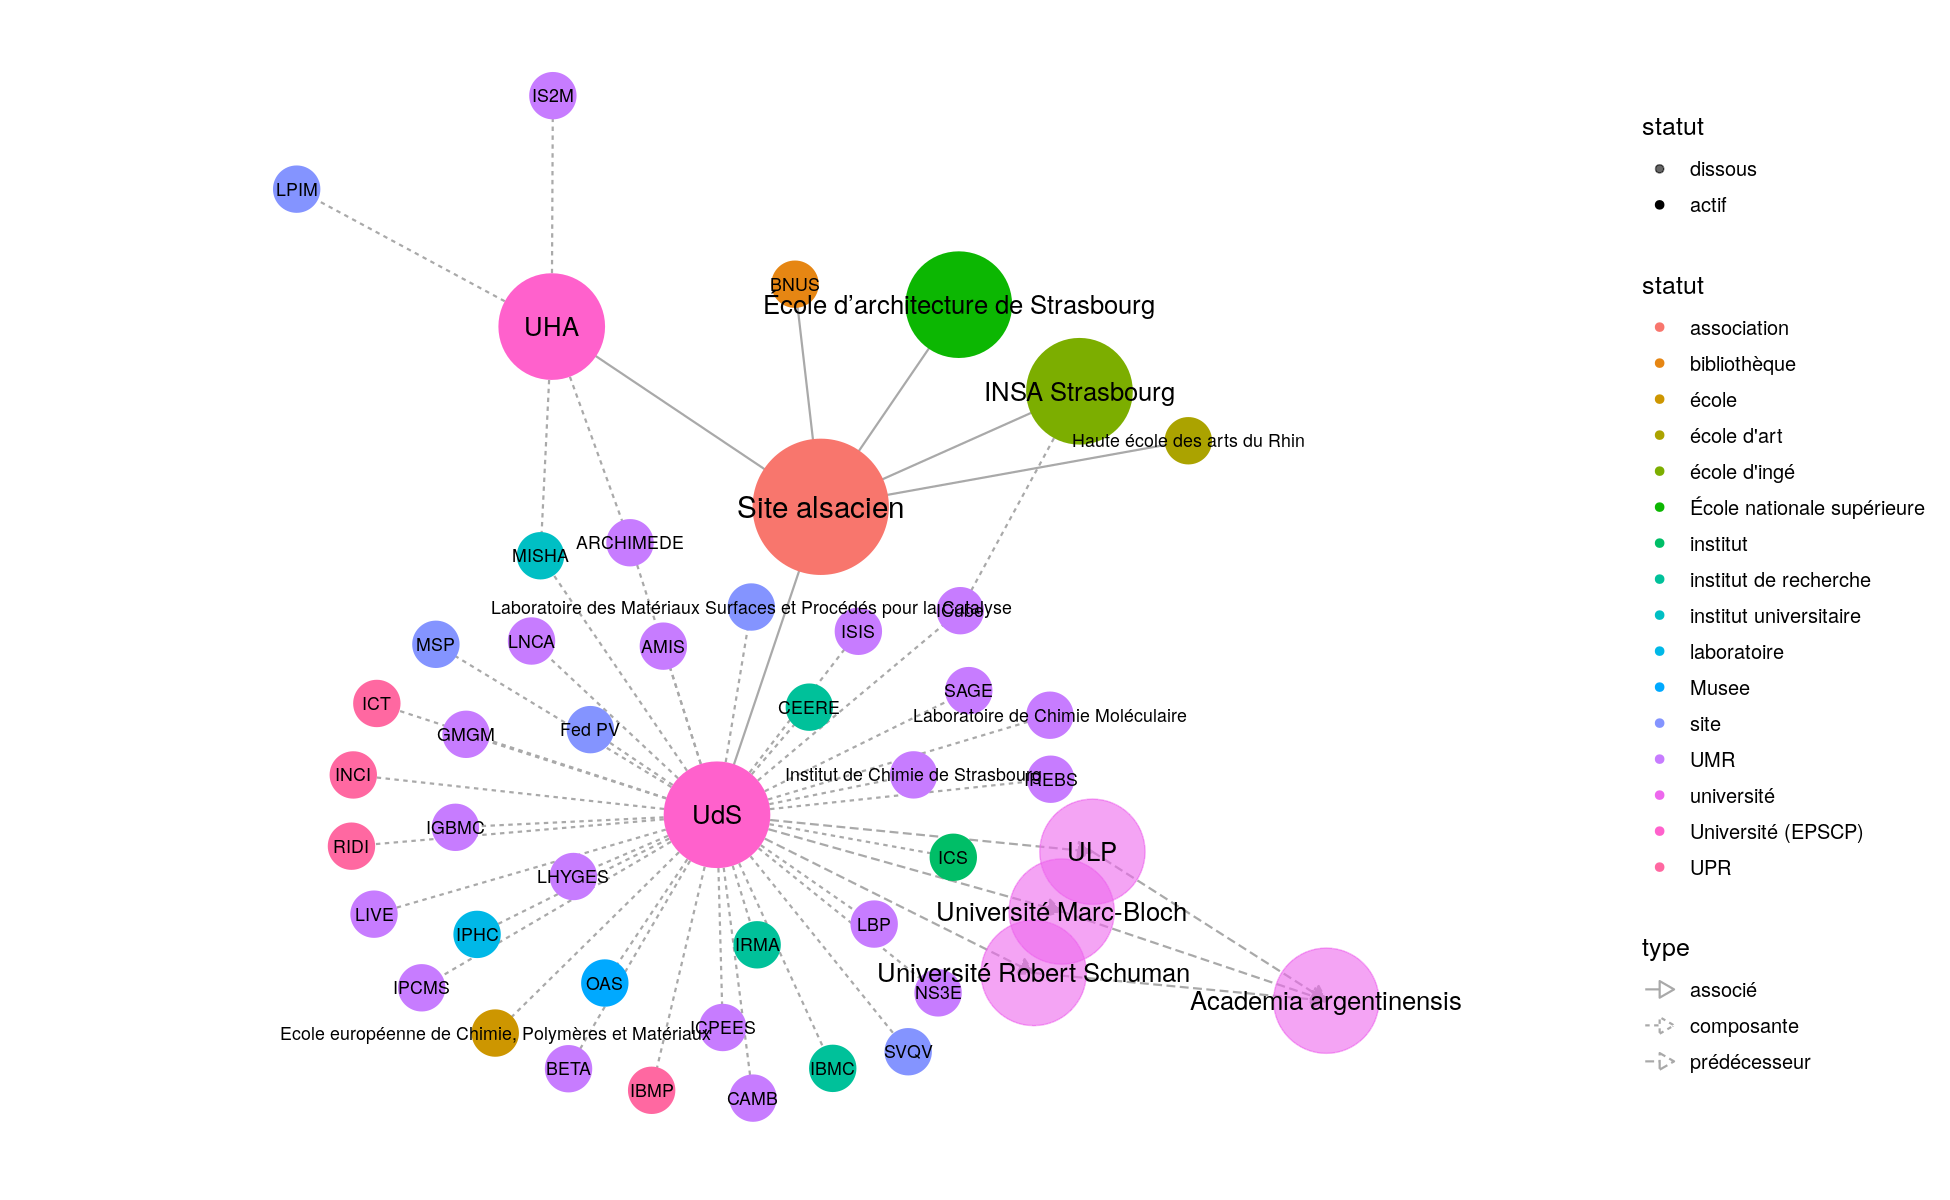 IS2M
LPIM
UHA
BNUS
École d’architecture de Strasbourg
INSA Strasbourg
Haute école des arts du Rhin
Site alsacien
MISHA
ARCHIMEDE
Laboratoire des Matériaux Surfaces et Procédés pour la Catalyse
ICube
ISIS
MSP
LNCA
AMIS
SAGE
ICT
CEERE
Laboratoire de Chimie Moléculaire
GMGM
Fed PV
INCI
Institut de Chimie de Strasbourg
IREBS
UdS
IGBMC
RIDI
ULP
ICS
LHYGES
LIVE
Université Marc-Bloch
LBP
IPHC
IRMA
Université Robert Schuman
IPCMS
OAS
NS3E
Academia argentinensis
Ecole européenne de Chimie, Polymères et Matériaux
ICPEES
SVQV
BETA
IBMC
IBMP
CAMB
statut
dissous
actif
statut
association
bibliothèque
école
école d'art
école d'ingé
École nationale supérieure
institut
institut de recherche
institut universitaire
laboratoire
Musee
site
UMR
université
Université (EPSCP)
UPR
type
associé
composante
prédécesseur